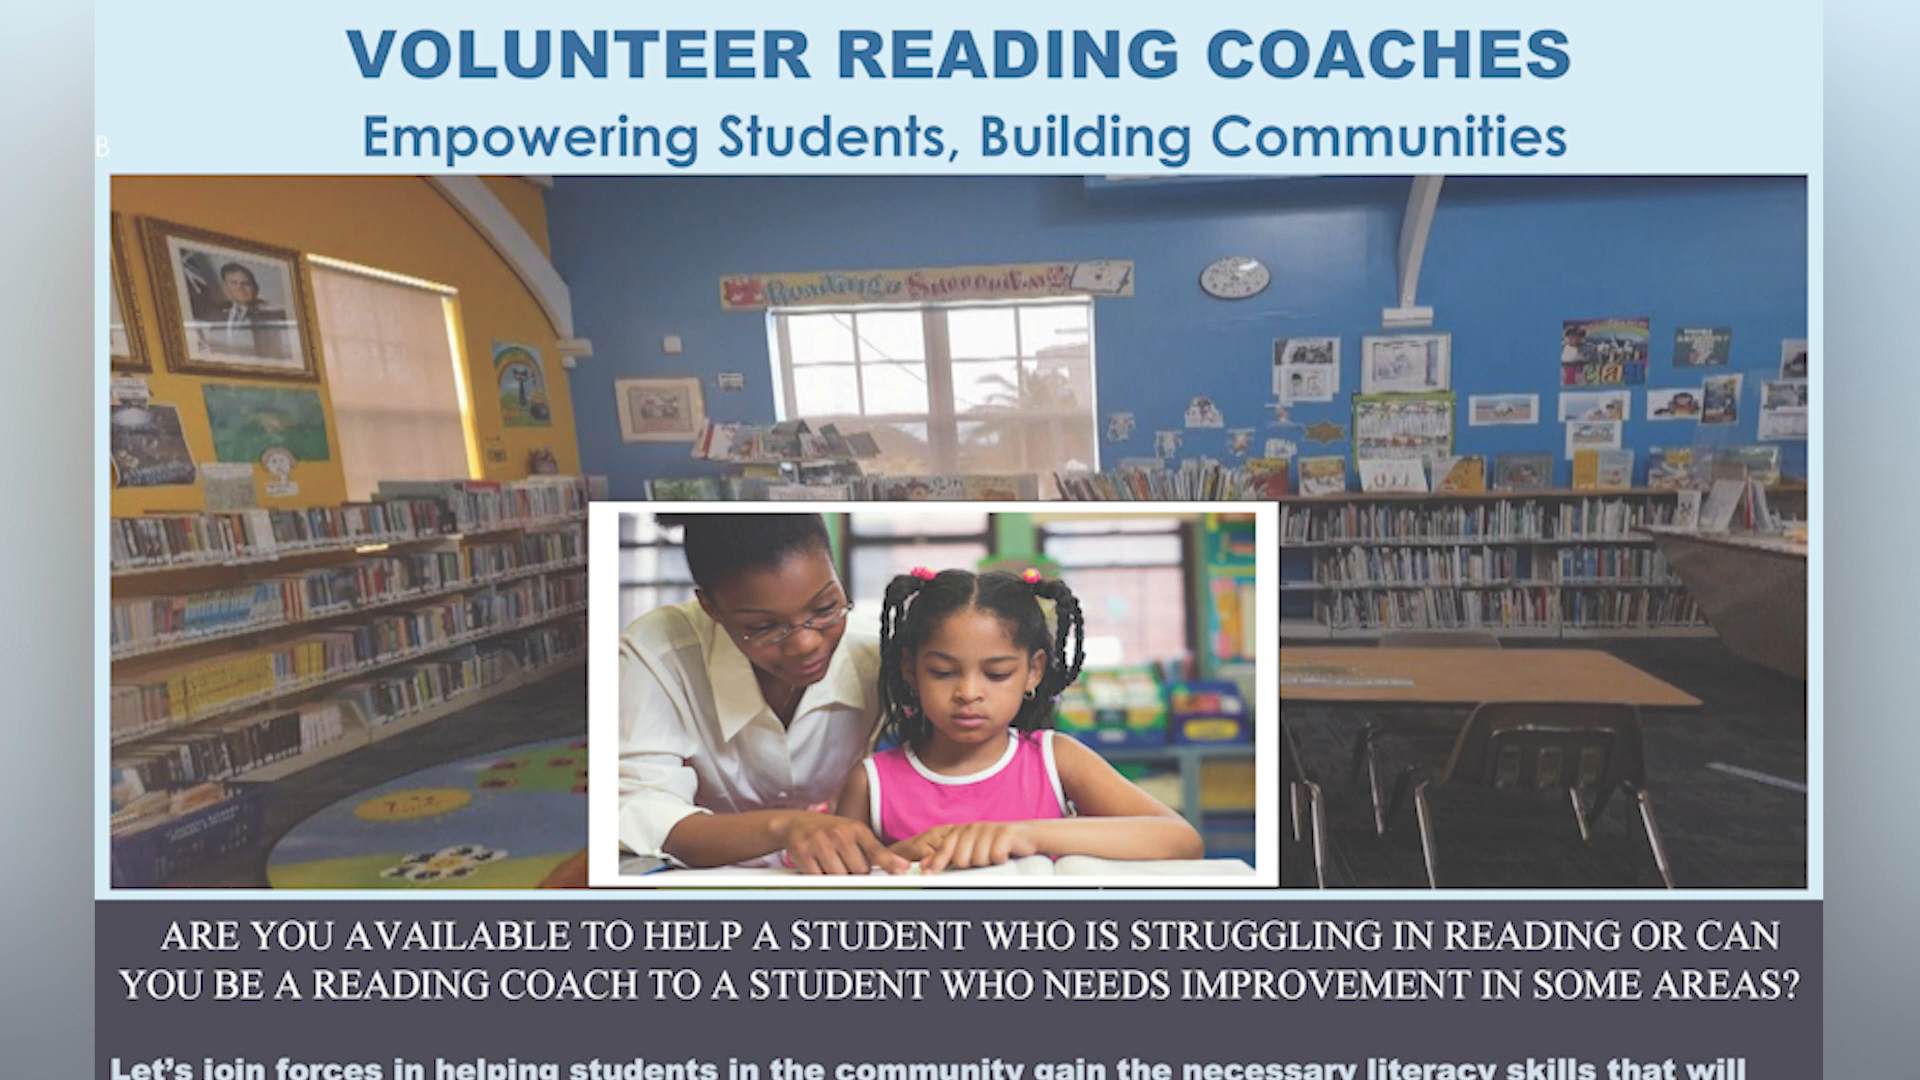 VOLUNTEER READING COACHES
Empowering Students, Building Communities
B
Reading
ARE YOU AVAILABLE TO HELP A STUDENT WHO IS STRUGGLING IN READING OR CAN
YOU BE A READING COACH TO A STUDENT WHO NEEDS IMPROVEMENT IN SOME AREAS?
Let's join forces in helping students in the community gain the necessary literacy skills that will